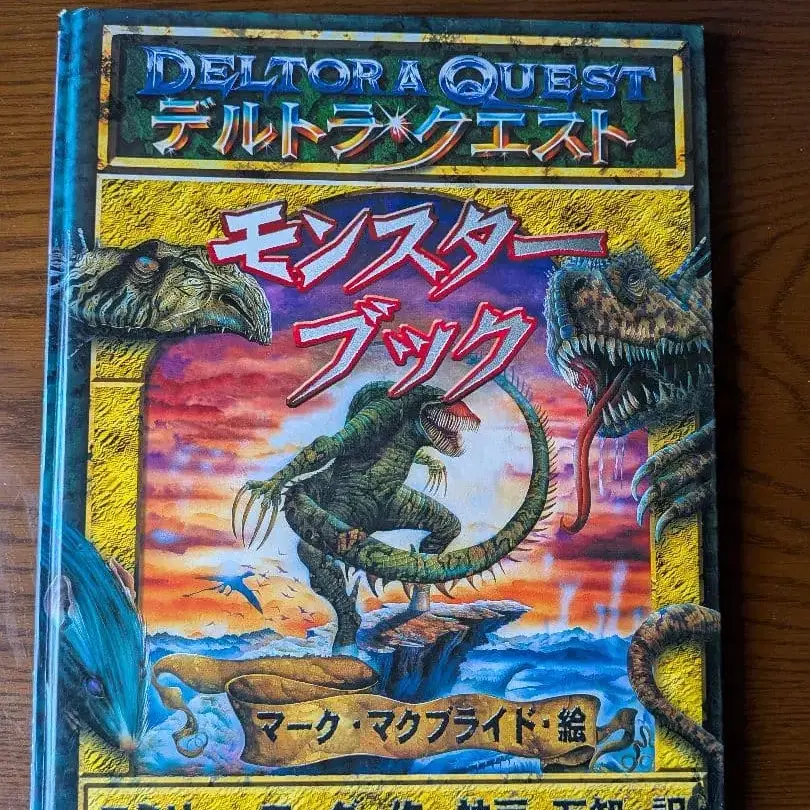 DELTORA QUEST
デルトラ・クエスト
モンスター
ブック
マーク・マクブライド・絵